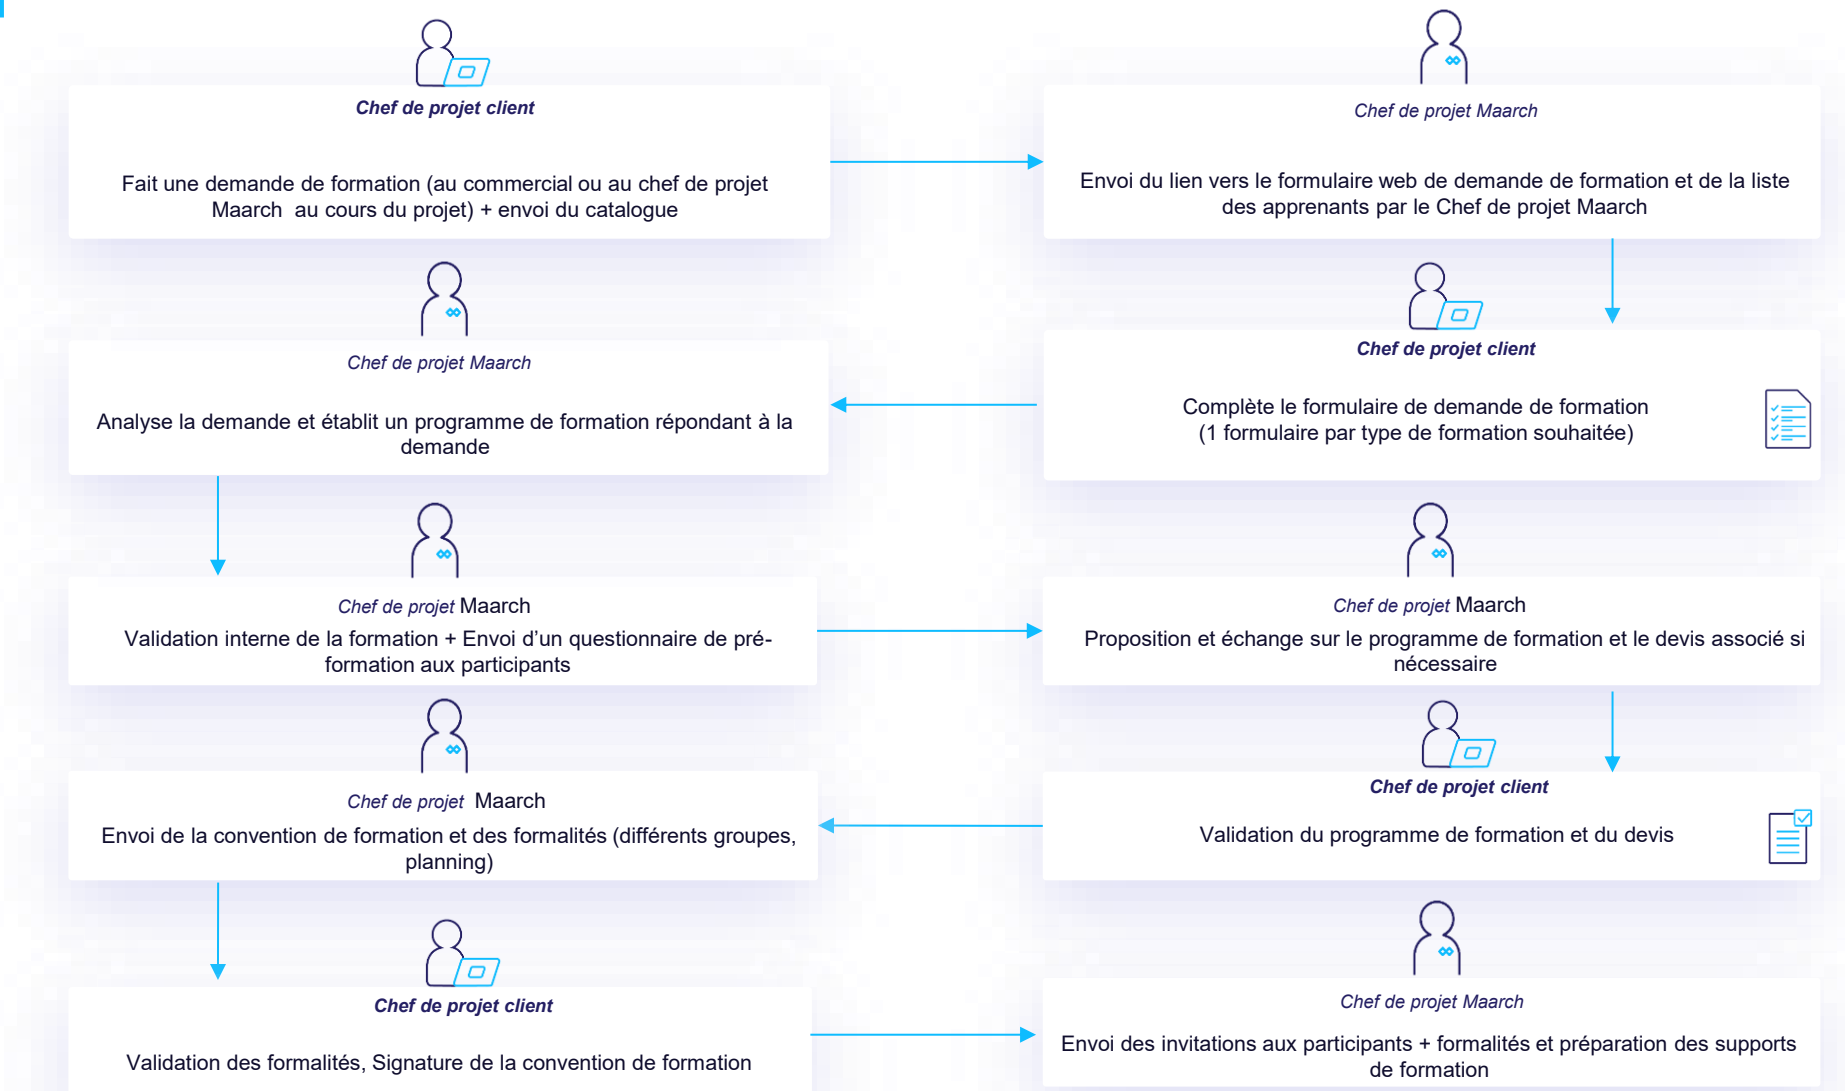 Chef de projet client
Fait une demande de formation (au commercial ou au chef de projet
Maarch  au cours du projet) + envoi du catalogue
Chef de projet Maarch
Envoi du lien vers le formulaire web de demande de formation et de la liste
des apprenants par le Chef de projet Maarch
Chef de projet client
Complète le formulaire de demande de formation
(1 formulaire par type de formation souhaitée)
Chef de projet Maarch
Analyse la demande et établit un programme de formation répondant à la
demande
Chef de projet Maarch
Validation interne de la formation + Envoi d’un questionnaire de pré-
formation aux participants
Chef de projet Maarch
Proposition et échange sur le programme de formation et le devis associé si
nécessaire
Chef de projet client
Validation du programme de formation et du devis
Chef de projet  Maarch
Envoi de la convention de formation et des formalités (différents groupes,
planning)
Chef de projet client
Validation des formalités, Signature de la convention de formation
Chef de projet Maarch
Envoi des invitations aux participants + formalités et préparation des supports
de formation